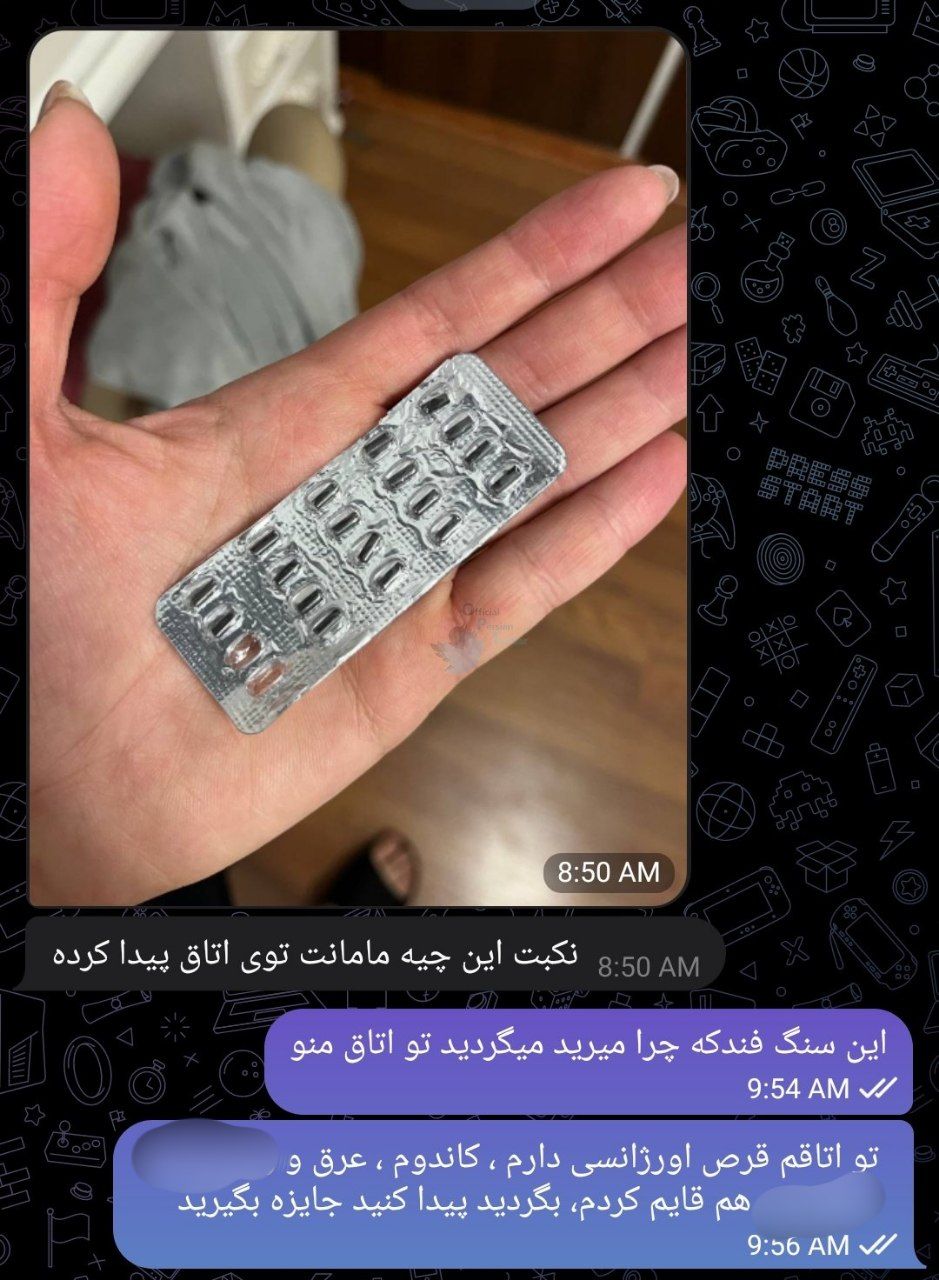 PRESS
START
Official
Persian
8:50 AM
نکبت این چیه مامانت توی اتاق پیدا کرده
8:50 AM
این سنگ فندکه چرا میرید میگردید تو اتاق منو
9:54 AM
تو اتاقم قرص اورژانسی دارم ، کاندوم ، عرق و
هم قایم کردم، بگردید پیدا کنید جایزه بگیرید
9:56 AM